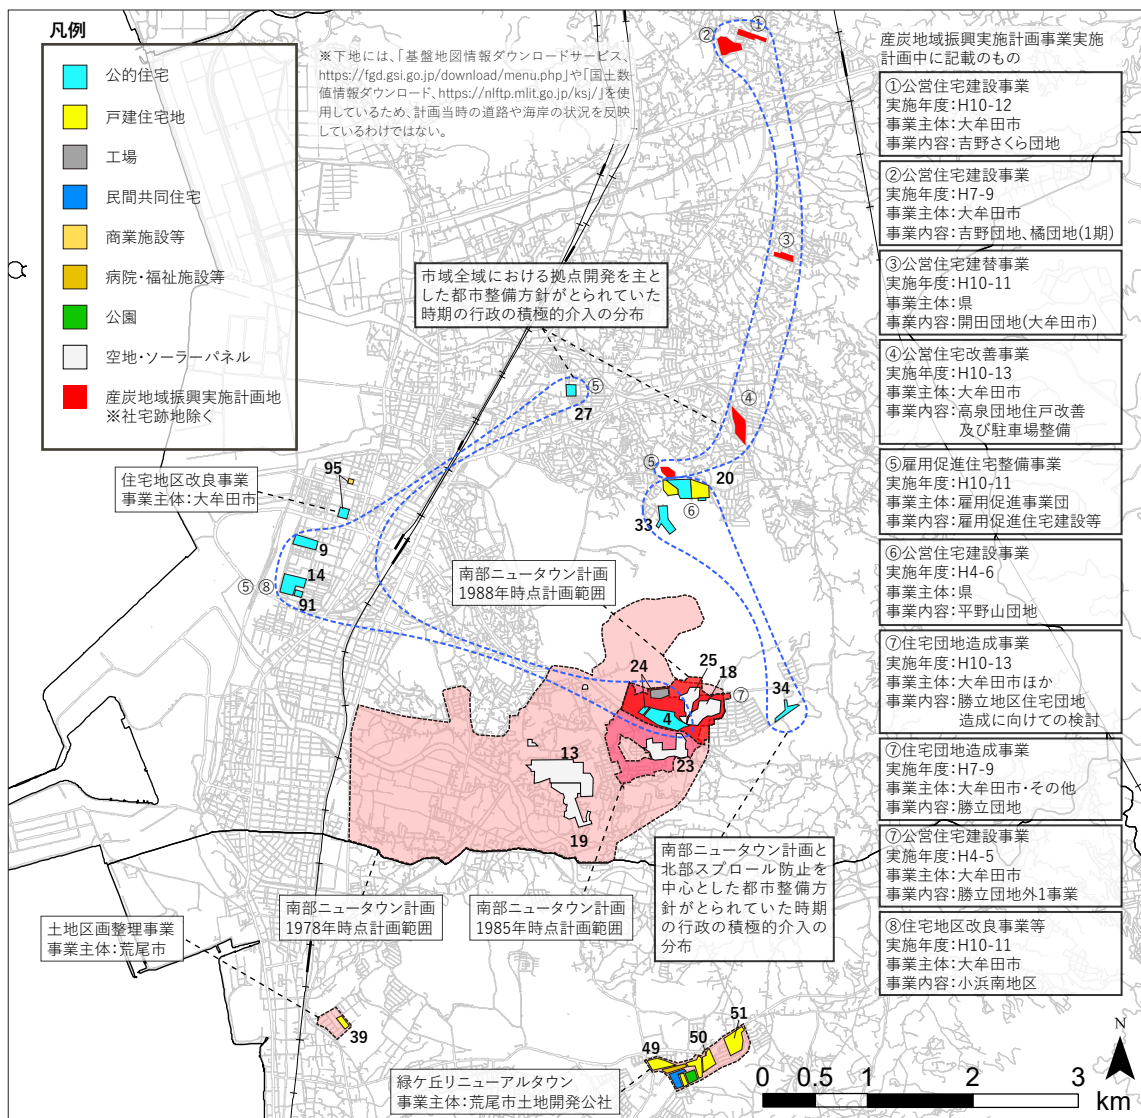 凡例
公的住宅
戸建住宅地
工場
民間共同住宅
商業施設等
病院・福祉施設等
公園
空地・ソーラーパネル
産炭地域振興実施計画地
※社宅跡地除く
※下地には、「基盤地図情報ダウンロードサービス、
https://fgd.gsi.go.jp/download/menu.php」や「国土数
値情報ダウンロード、https://nlftp.mlit.go.jp/ksj/」を使
用しているため、計画当時の道路や海岸の状況を反映
しているわけではない。
①
②
③
市域全域における拠点開発を主と
した都市整備方針がとられていた
時期の行政の積極的介入の分布
⑤
27
④
⑤
20
⑥
33
住宅地区改良事業
事業主体:大牟田市
95
9
14
⑤ ⑧
91
南部ニュータウン計画
1988年時点計画範囲
24
25
18
⑦
34
4
13
23
19
南部ニュータウン計画
1978年時点計画範囲
南部ニュータウン計画
1985年時点計画範囲
南部ニュータウン計画と
北部スプロール防止を
中心とした都市整備方
針がとられていた時期
の行政の積極的介入の
分布
土地区画整理事業
事業主体:荒尾市
39
49
50
51
緑ケ丘リニューアルタウン
事業主体:荒尾市土地開発公社
産炭地域振興実施計画事業実施
計画中に記載のもの
①公営住宅建設事業
実施年度:H10-12
事業主体:大牟田市
事業内容:吉野さくら団地
②公営住宅建設事業
実施年度:H7-9
事業主体:大牟田市
事業内容:吉野団地、橘団地(1期)
③公営住宅建替事業
実施年度:H10-11
事業主体:県
事業内容:開田団地(大牟田市)
④公営住宅改善事業
実施年度:H10-13
事業主体:大牟田市
事業内容:高泉団地住戸改善
及び駐車場整備
⑤雇用促進住宅整備事業
実施年度:H10-11
事業主体:雇用促進事業団
事業内容:雇用促進住宅建設等
⑥公営住宅建設事業
実施年度:H4-6
事業主体:県
事業内容:平野山団地
⑦住宅団地造成事業
実施年度:H10-13
事業主体:大牟田市ほか
事業内容:勝立地区住宅団地
造成に向けての検討
⑦住宅団地造成事業
実施年度:H7-9
事業主体:大牟田市・その他
事業内容:勝立団地
⑦公営住宅建設事業
実施年度:H4-5
事業主体:大牟田市
事業内容:勝立団地外1事業
⑧住宅地区改良事業等
実施年度:H10-11
事業主体:大牟田市
事業内容:小浜南地区
N
0 0.5 1 2 3
km